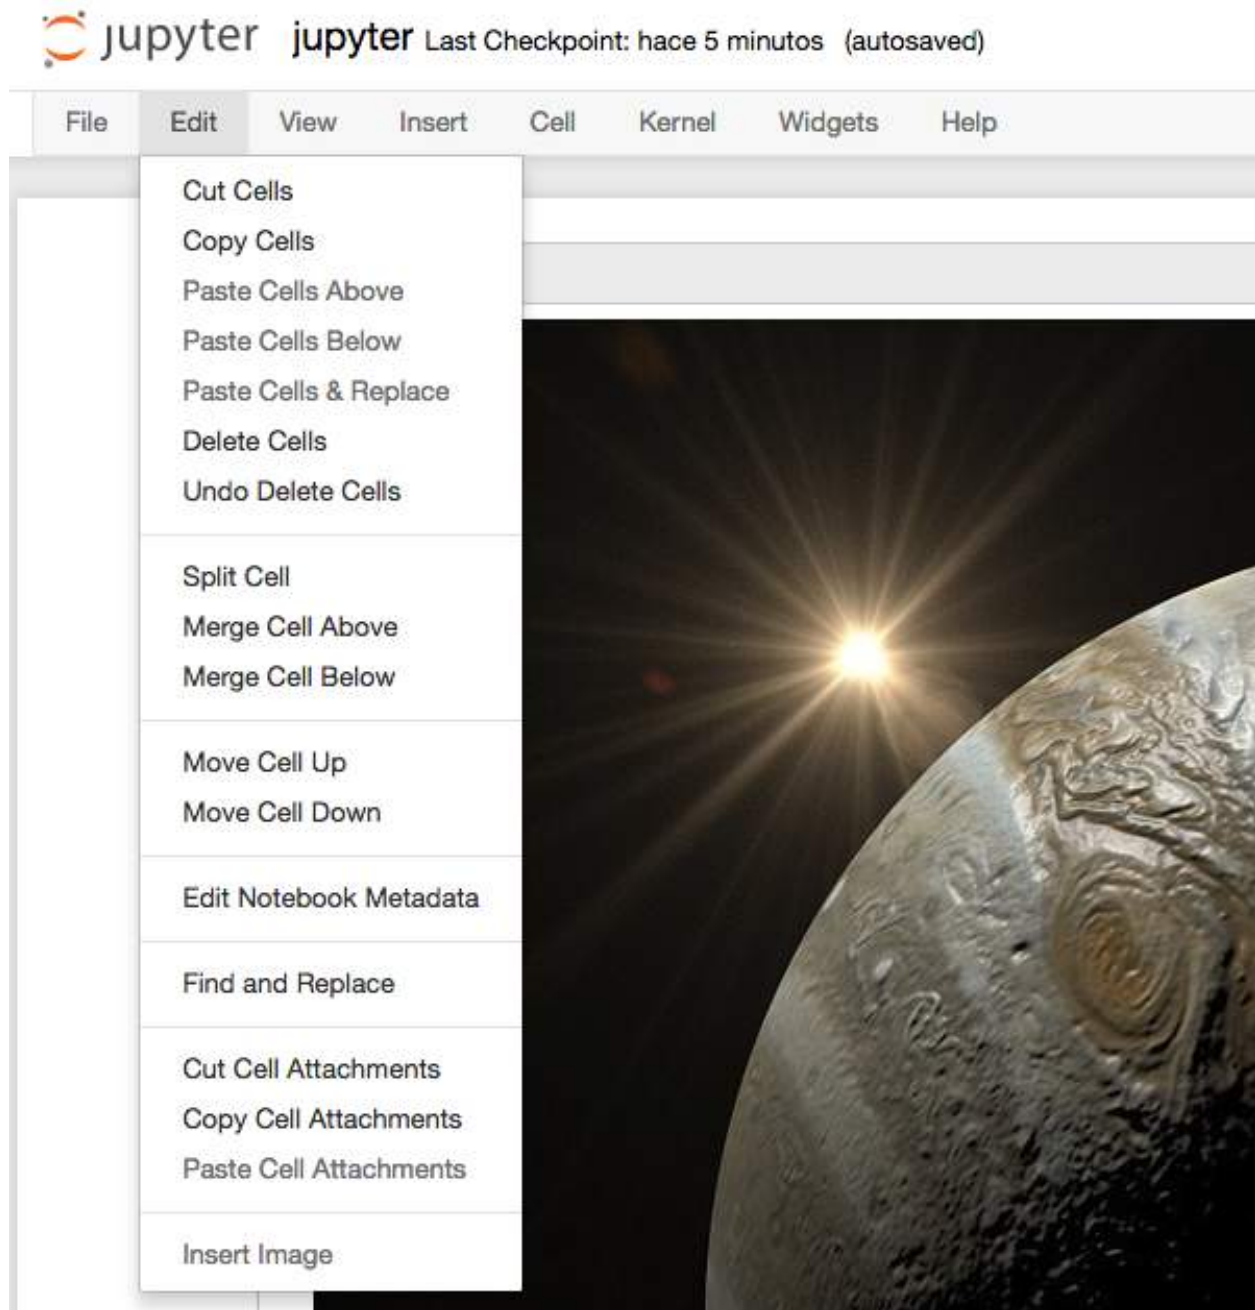 jupyter jupyter Last Checkpoint: hace 5 minutos (autosaved)
File Edit View Insert Cell Kernel Widgets Help
Cut Cells
Copy Cells
Paste Cells Above
Paste Cells Below
Paste Cells & Replace
Delete Cells
Undo Delete Cells
Split Cell
Merge Cell Above
Merge Cell Below
Move Cell Up
Move Cell Down
Edit Notebook Metadata
Find and Replace
Cut Cell Attachments
Copy Cell Attachments
Paste Cell Attachments
Insert Image